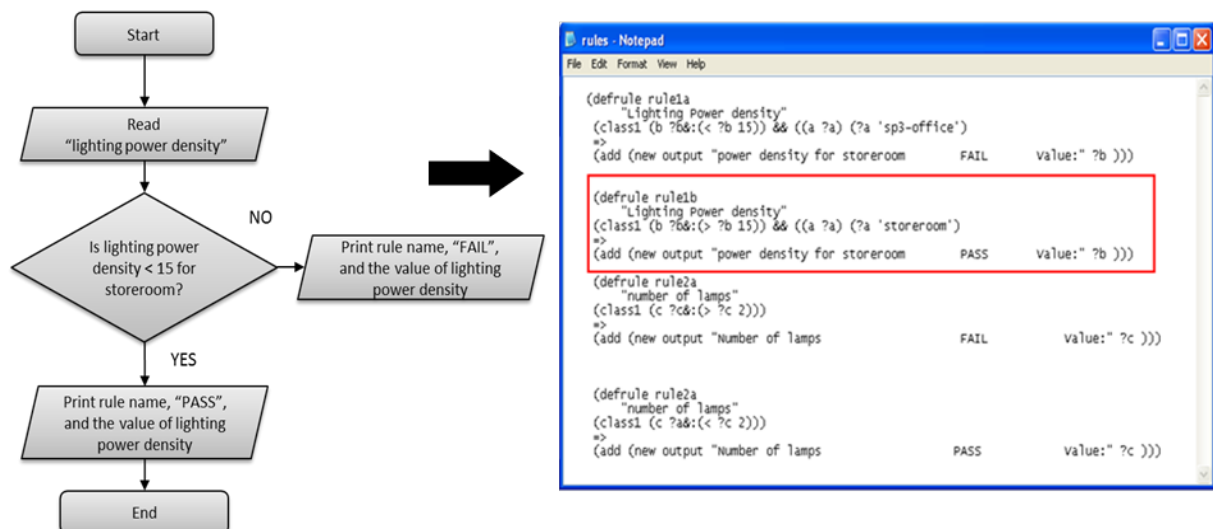 Start
Read
“lighting power density”
Is lighting power
density < 15 for
storeroom?
NO
Print rule name, “FAIL”,
and the value of lighting
power density
YES
Print rule name, “PASS”,
and the value of lighting
power density
End
rules - Notepad
File Edit Format View Help
(defrule rule1a
"Lighting Power density"
(class1 (b ?b&:(< ?b 15)) && ((a ?a) (?a 'sp3-office')
=>
(add (new output "power density for storeroom FAIL value:" ?b )))
(defrule rule1b
"Lighting Power density"
(class1 (b ?b&:(> ?b 15)) && ((a ?a) (?a 'storeroom')
=>
(add (new output "power density for storeroom PASS value:" ?b )))
(defrule rule2a
"number of lamps"
(class1 (c ?c&:(> ?c 2)))
=>
(add (new output "Number of lamps FAIL value:" ?c )))
(defrule rule2a
"number of lamps"
(class1 (c ?a&:(< ?c 2)))
=>
(add (new output "Number of lamps PASS value:" ?c )))